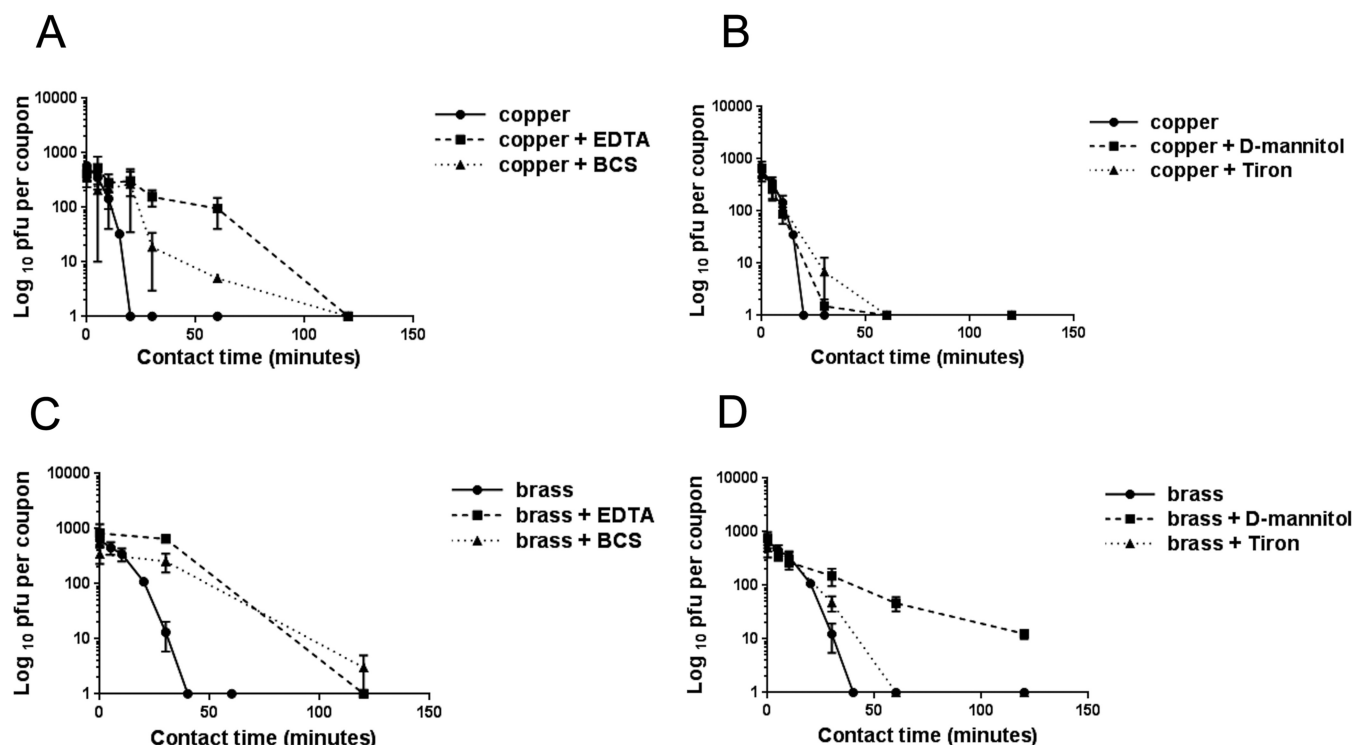 A
Log 10 pfu per coupon
10000
1000
100
10
1
0
50
100
150
Contact time (minutes)
copper
copper + EDTA
copper + BCS
B
Log 10 pfu per coupon
10000
1000
100
10
1
0
50
100
150
Contact time (minutes)
copper
copper + D-mannitol
copper + Tiron
C
Log 10 pfu per coupon
10000
1000
100
10
1
0
50
100
150
Contact time (minutes)
brass
brass + EDTA
brass + BCS
D
Log 10 pfu per coupon
10000
1000
100
10
1
0
50
100
150
Contact time (minutes)
brass
brass + D-mannitol
brass + Tiron